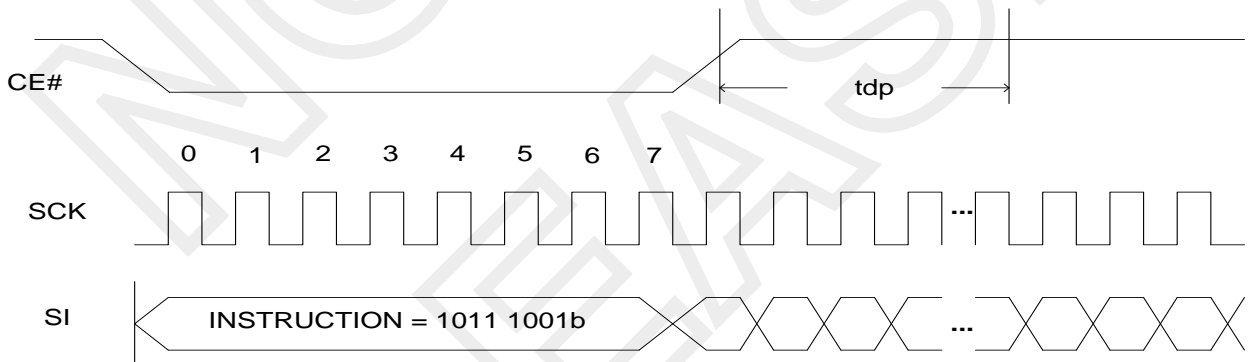 CE#
tdp
0 1 2 3 4 5 6 7
SCK
...
SI
INSTRUCTION = 1011 1001b
...